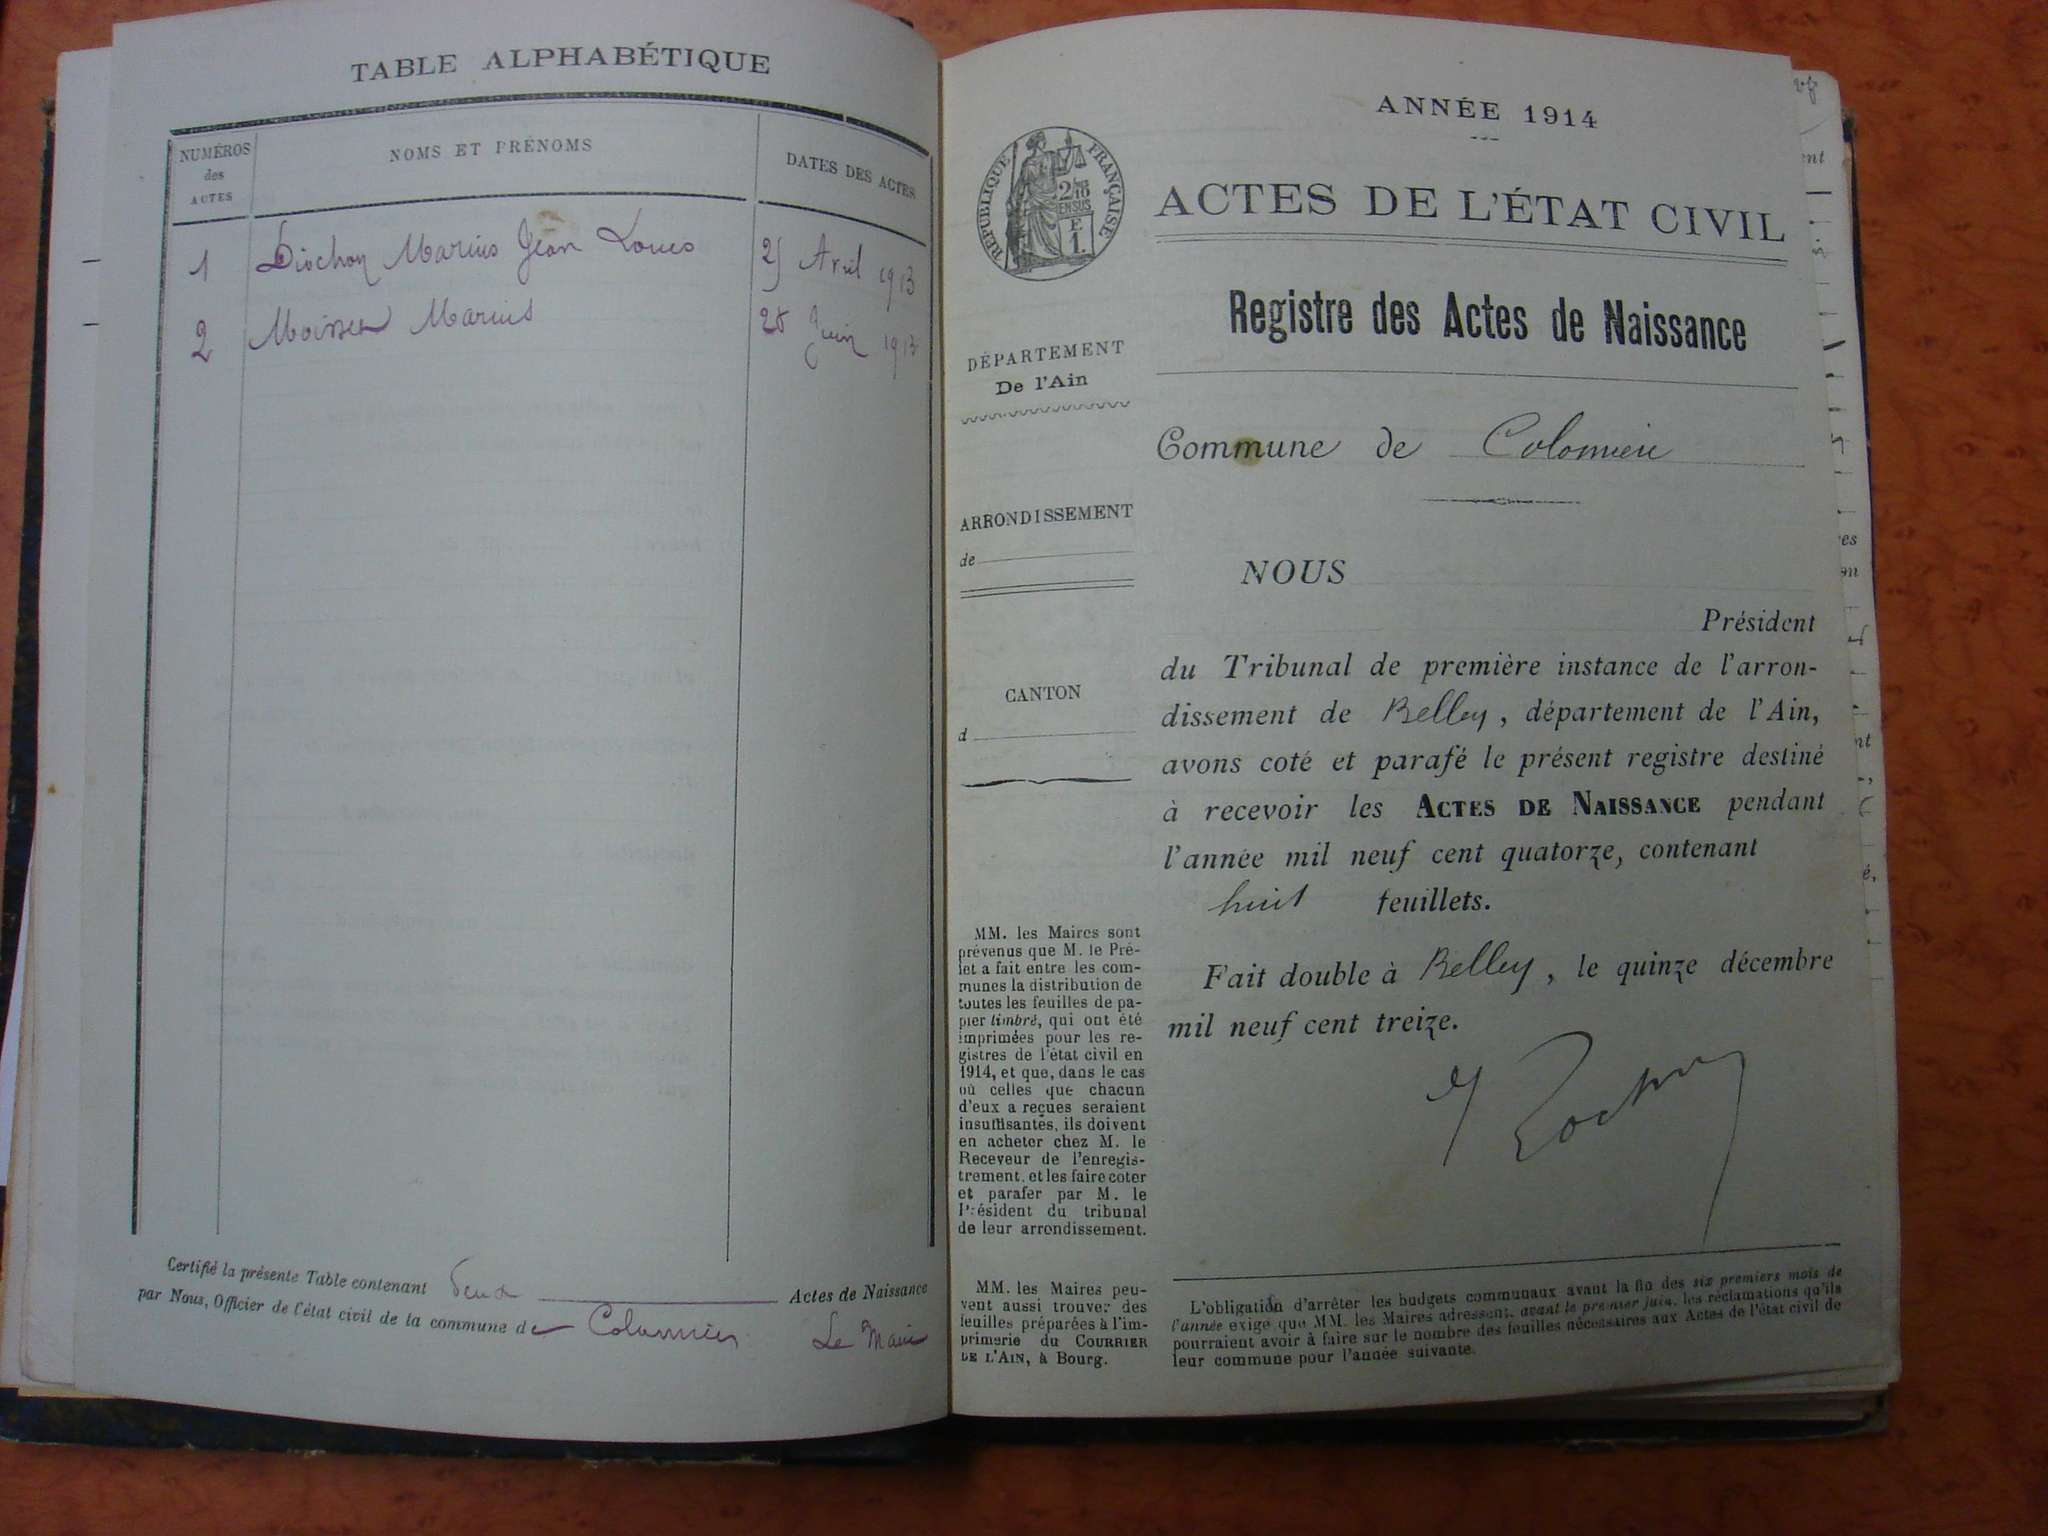 TABLE ALPHABÉTIQUE
NUMÉROS
des
ACTES
NOMS ET PRÉNOMS
DATES DES ACTES
1 Diochon Marius Jean Louis 25 Avril 1913
2 Marius 28 Juin 1913
Certifié la présente Table contenant deux Actes de Naissance
par Nous, Officier de l'état civil de la commune de Colomieu Le Maire
ANNÉE 1914
RÉPUBLIQUE FRANÇAISE
ACTES DE L'ÉTAT CIVIL
Registre des Actes de Naissance
DÉPARTEMENT
De l'Ain
Commune de Colomieu
ARRONDISSEMENT
de
CANTON
d
NOUS
Président
du Tribunal de première instance de l'arron-
dissement de Belley, département de l'Ain,
avons coté et parafé le présent registre destiné
à recevoir les ACTES DE NAISSANCE pendant
l'année mil neuf cent quatorze, contenant
huit feuillets.
Fait double à Belley, le quinze décembre
mil neuf cent treize.
MM. les Maires sont
prévenus que M. le Pré-
fet a fait entre les com-
munes la distribution de
toutes les feuilles de pa-
pier timbré, qui ont été
imprimées pour les re-
gistres de l'état civil en
1914, et que, dans le cas
où celles que chacun
d'eux a reçues seraient
insuffisantes, ils doivent
en acheter chez M. le
Receveur de l'enregis-
trement, et les faire coter
et parafer par M. le
Président du tribunal
de leur arrondissement.
MM. les Maires peu-
vent aussi trouver des
feuilles préparées à l'im-
primerie du COURRIER
DE L'AIN, à Bourg.
L'obligation d'arrêter les budgets communaux avant la fin des six premiers mois de
l'année exige que MM. les Maires adressent, avant le premier juin, les réclamations qu'ils
pourraient avoir à faire sur le nombre des feuilles nécessaires aux Actes de l'état civil de
leur commune pour l'année suivante.